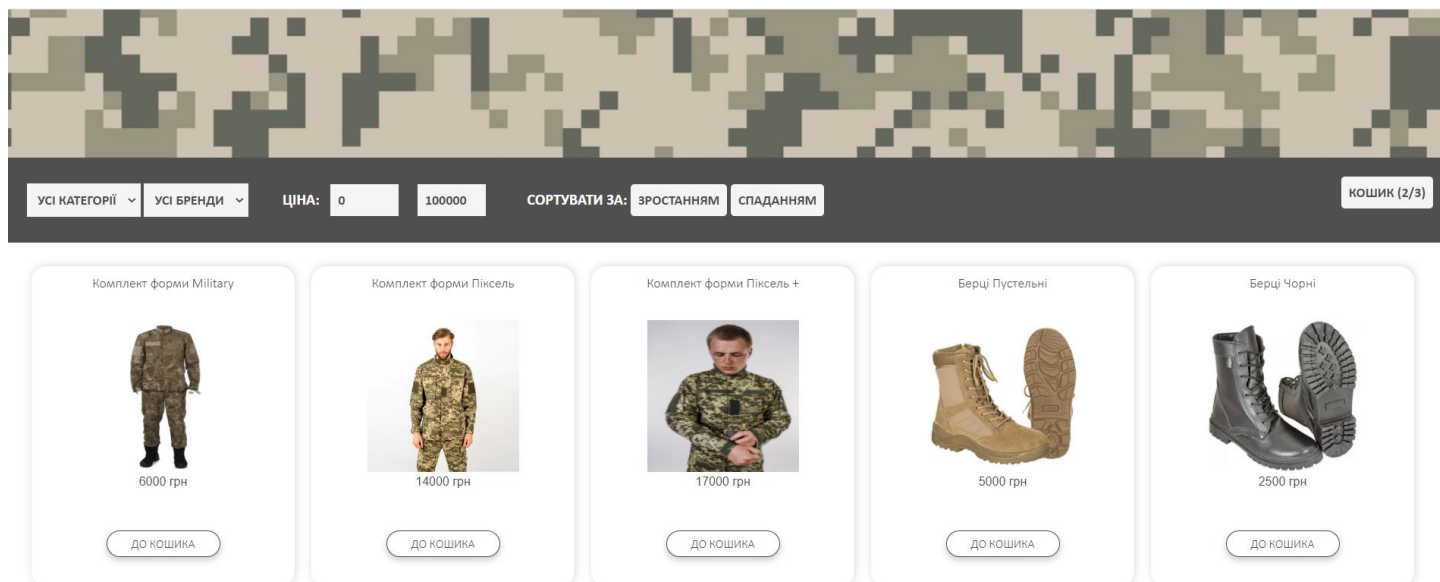 УСІ КАТЕГОРІЇ УСІ БРЕНДИ ЦІНА: 0 100000 СОРТУВАТИ ЗА: ЗРОСТАННЯМ СПАДАННЯМ КОШИК (2/3)
Комплект форми Military
6000 грн
ДО КОШИКА
Комплект форми Піксель
14000 грн
ДО КОШИКА
Комплект форми Піксель +
17000 грн
ДО КОШИКА
Берці Пустельні
5000 грн
ДО КОШИКА
Берці Чорні
2500 грн
ДО КОШИКА